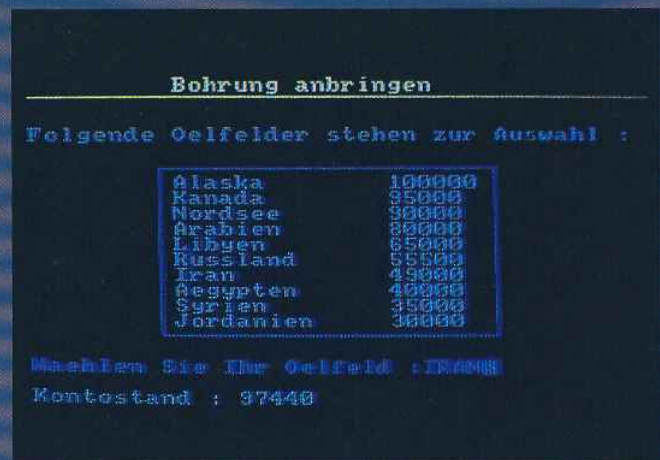 Bohrung anbringen
Folgende Oelfelder stehen zur Auswahl :
Alaska 100000
Kanada 95000
Nordsee 90000
Arabien 80000
Libyen 65000
Russland 55500
Iran 49000
Aegypten 40000
Syrien 35000
Jordanien 30000
Waehlen Sie Ihr Oelfeld :IRAN
Kontostand : 97440